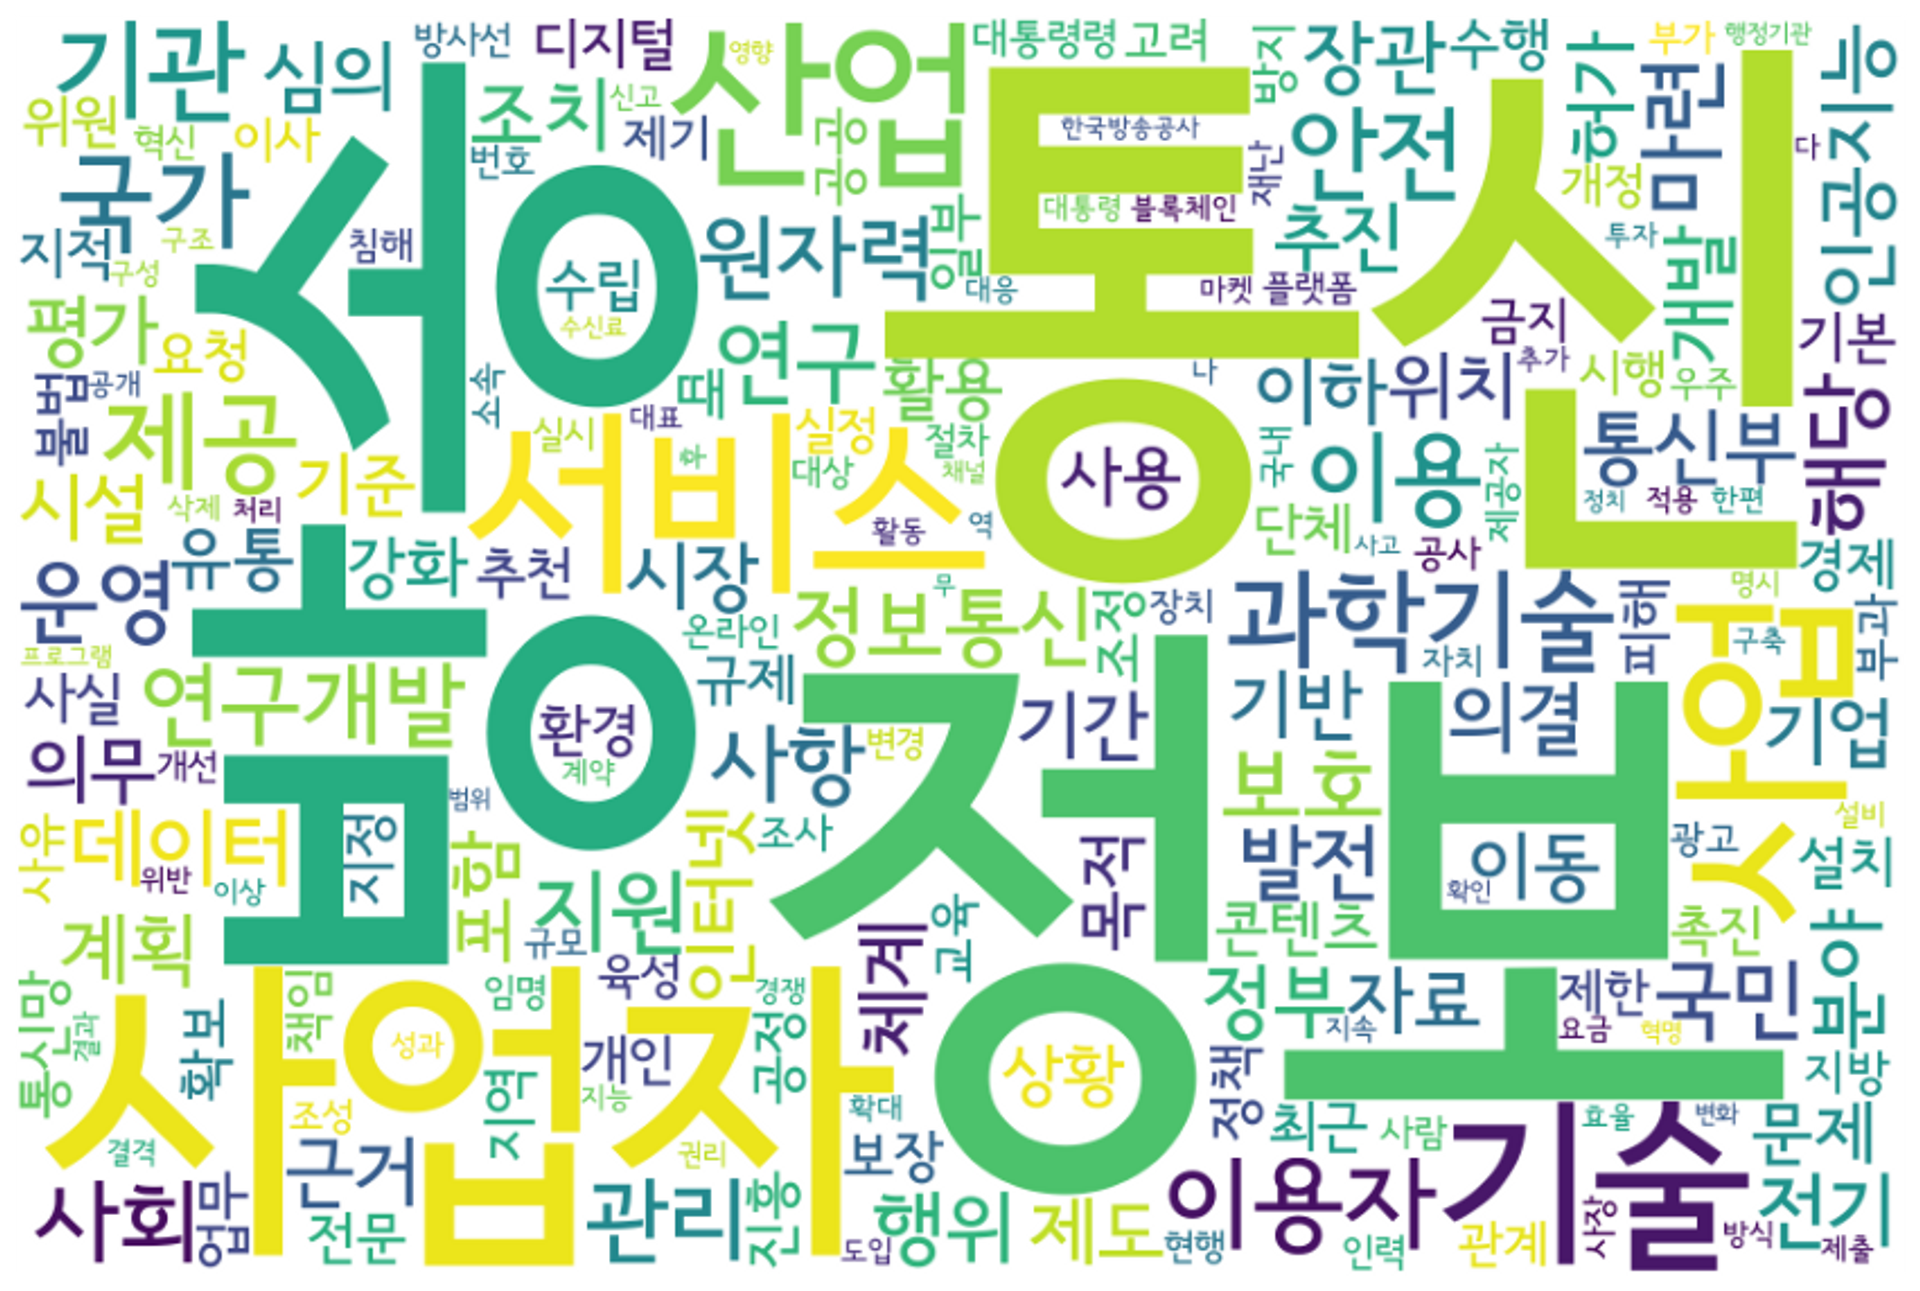 기관
심의
방사선
디지털
영향
산업
대통령령
고려
방지
장관
수행
허가
부가
행정기관
인공지능
위원
혁신
이사
조치
신고
번호
제기
공공
통신
한국방송공사
재난
안전
마련
다
국가
지적
구조
구성
침해
방송
수립
수신료
원자력
일부
대통령
블록체인
추진
개정
투자
개발
대응
마켓
플랫폼
금지
기본
평가
요청
불법
공개
소속
때
연구
활용
나
이하
위치
추가
시행
우주
해당
제공
기준
시설
삭제
처리
대표
실시
서비스
후
실정
대상
절차
채널
사용
국내
이용
제공자
통신부
정치
적용
한편
운영
유통
강화
추천
시장
활동
역
단체
사고
공사
경제
프로그램
온라인
무
정보통신
조정
장치
과학기술
피해
명시
사업
구축
부과
사실
연구개발
환경
계약
규제
정보
기간
기반
자치
의결
기업
의무
개선
범위
사항
변경
보호
설비
사유
데이터
위반
이상
지정
포함
인터넷
조사
목적
발전
이동
확인
광고
설치
계획
지원
규모
교육
콘텐츠
촉진
분야
통신망
결과
확보
책임
사업자
성과
임명
육성
경쟁
체계
정부
자료
지속
제한
요금
국민
혁명
지방
조성
지역
개인
지능
공정
확대
상황
정책
최근
사람
효율
변화
문제
결격
근거
권리
보장
기술
사회
업무
전문
관리
진흥
도입
행위
제도
현행
이용자
인력
관계
사장
방식
전기
제출